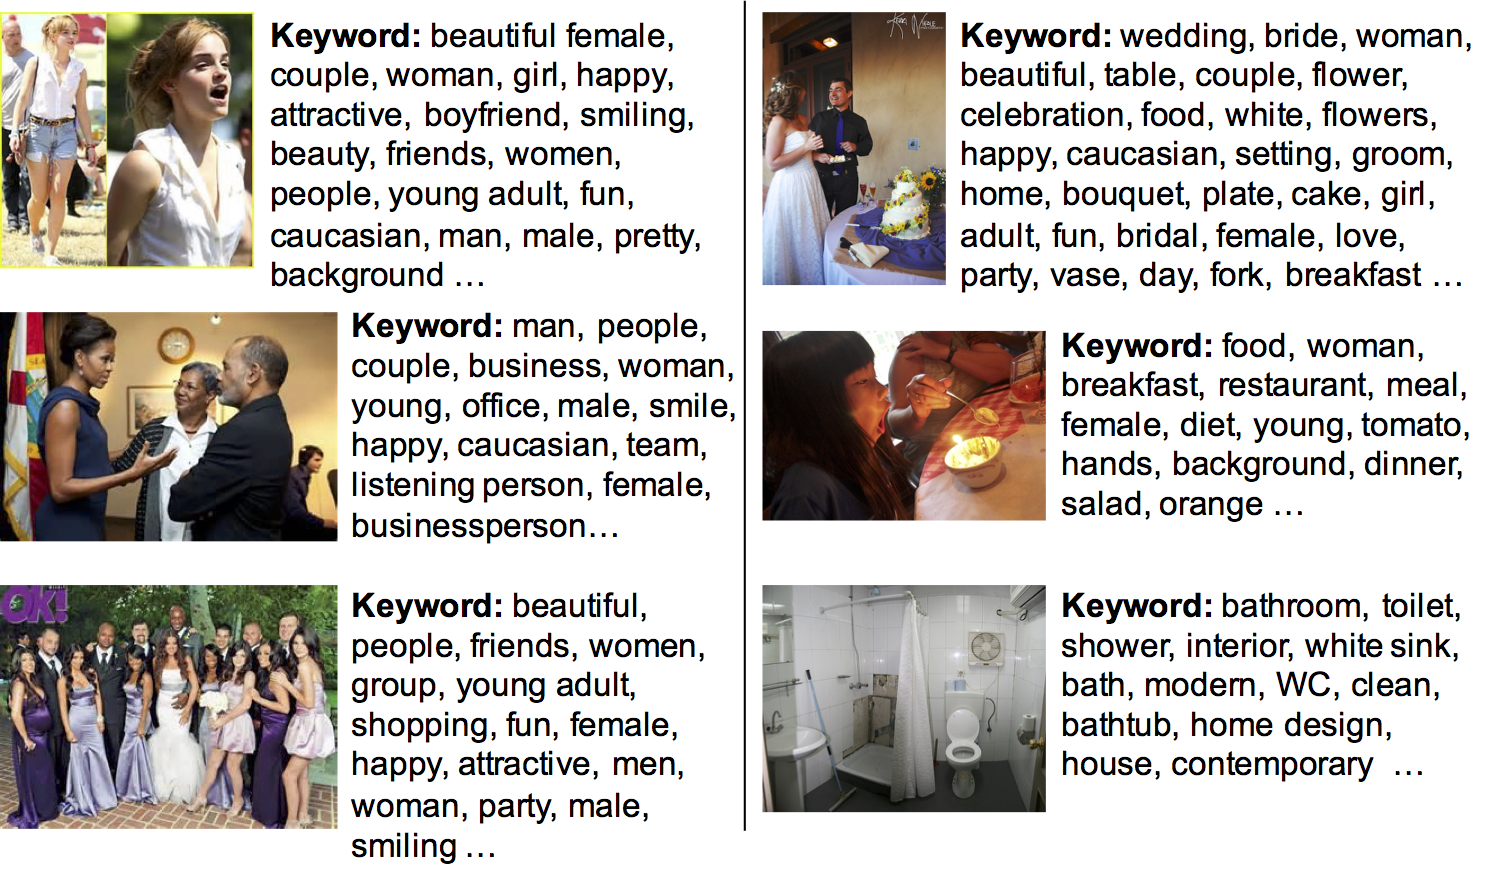 Keyword: beautiful female,
couple, woman, girl, happy,
attractive, boyfriend, smiling,
beauty, friends, women,
people, young adult, fun,
caucasian, man, male, pretty,
background …
Keyword: man, people,
couple, business, woman,
young, office, male, smile,
happy, caucasian, team,
listening person, female,
businessperson…
OK!
Keyword: beautiful,
people, friends, women,
group, young adult,
shopping, fun, female,
happy, attractive, men,
woman, party, male,
smiling …
Keyword: wedding, bride, woman,
beautiful, table, couple, flower,
celebration, food, white, flowers,
happy, caucasian, setting, groom,
home, bouquet, plate, cake, girl,
adult, fun, bridal, female, love,
party, vase, day, fork, breakfast …
Keyword: food, woman,
breakfast, restaurant, meal,
female, diet, young, tomato,
hands, background, dinner,
salad, orange …
Keyword: bathroom, toilet,
shower, interior, white sink,
bath, modern, WC, clean,
bathtub, home design,
house, contemporary …